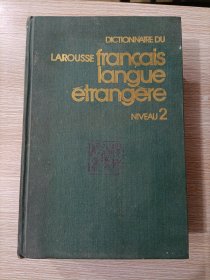 DICTIONNAIRE DU
LAROUSSE français
langue
étrangère
NIVEAU 2